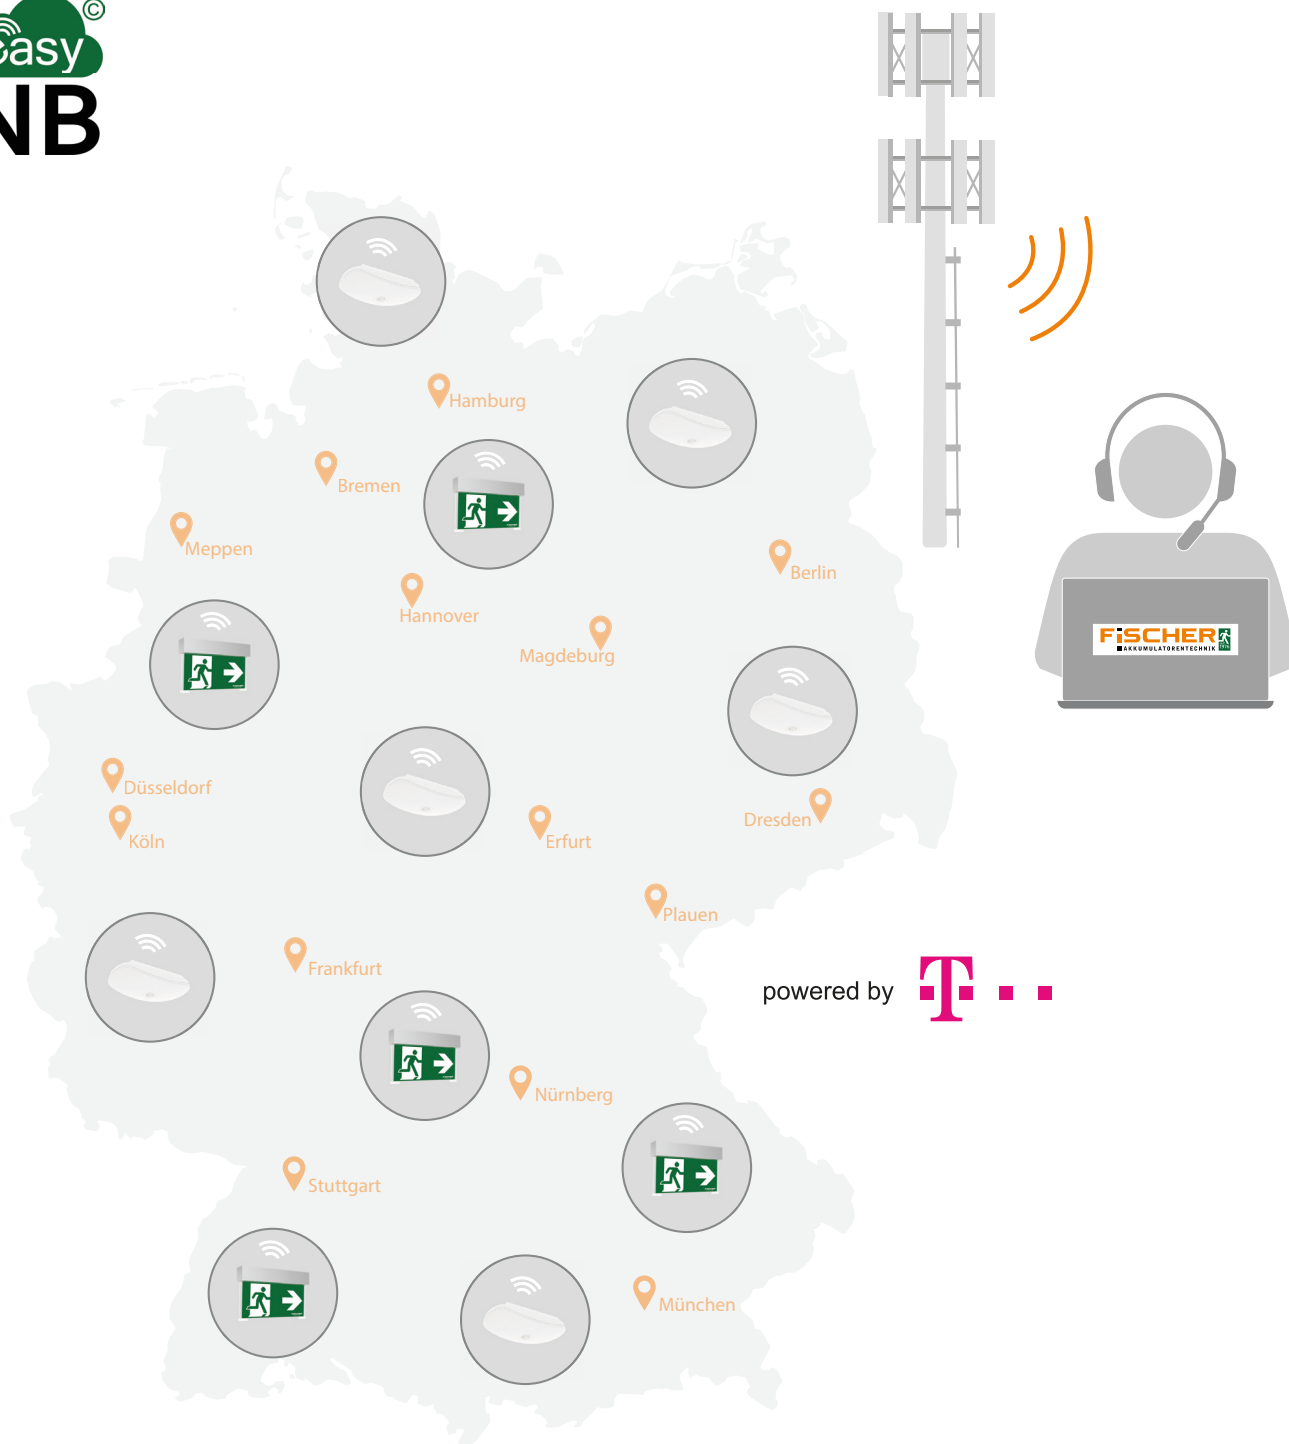 easy
©
NB
Hamburg
Bremen
Meppen
Berlin
Hannover
Magdeburg
FiSCHER
AKKUMULATORENTECHNIK
Düsseldorf
Dresden
Köln
Erfurt
Plauen
Frankfurt
powered by T
Nürnberg
Stuttgart
München